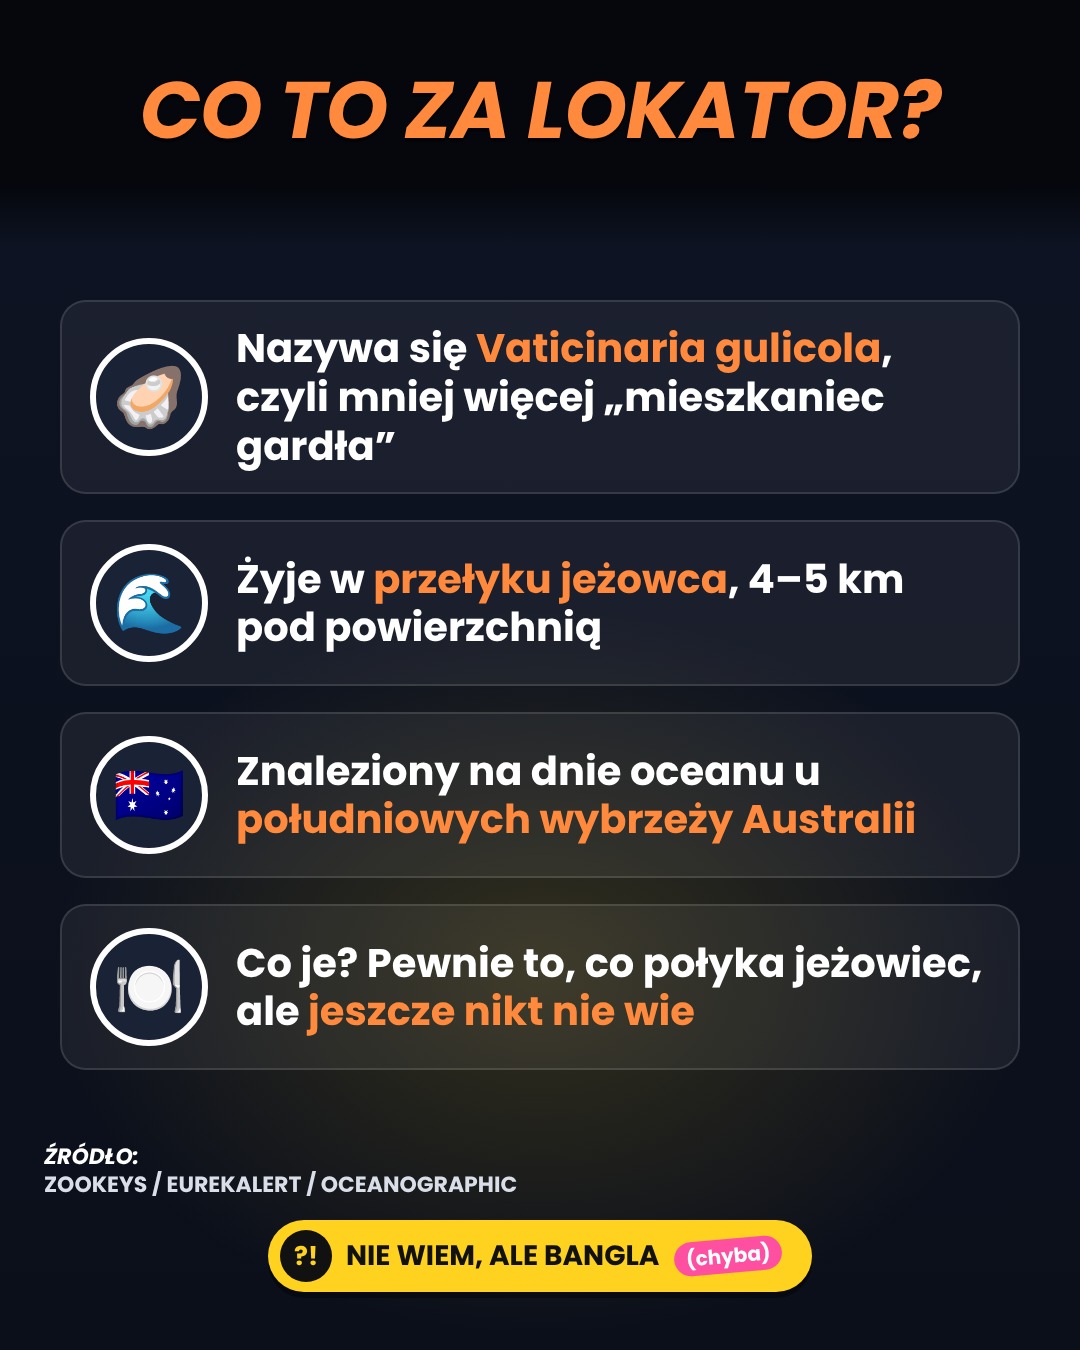 CO TO ZA LOKATOR?
Nazywa się Vaticinaria gulicola,
czyli mniej więcej „mieszkaniec
gardła”
Żyje w przełyku jeżowca, 4–5 km
pod powierzchnią
Znaleziony na dnie oceanu u
południowych wybrzeży Australii
Co je? Pewnie to, co połyka jeżowiec,
ale jeszcze nikt nie wie
ŹRÓDŁO:
ZOOKEYS / EUREKALERT / OCEANOGRAPHIC
?! NIE WIEM, ALE BANGLA (chyba)